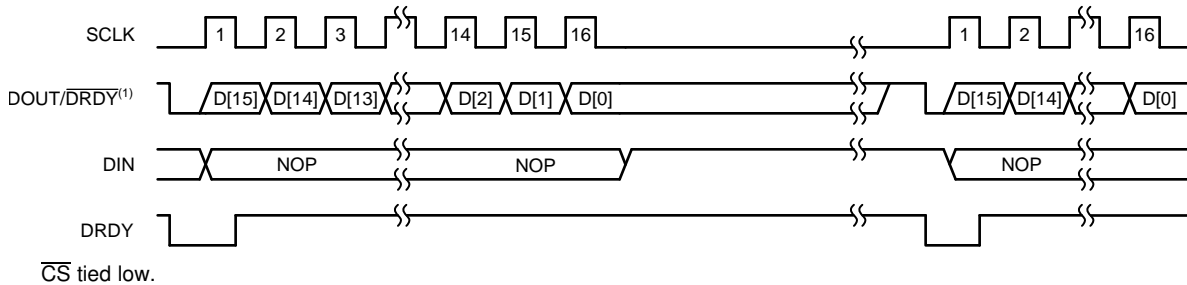 SCLK 1 2 3 14 15 16 1 2 16
DOUT/DRDY(1) D[15] D[14] D[13] D[2] D[1] D[0] D[15] D[14] D[0]
DIN NOP NOP NOP
DRDY
CS tied low.